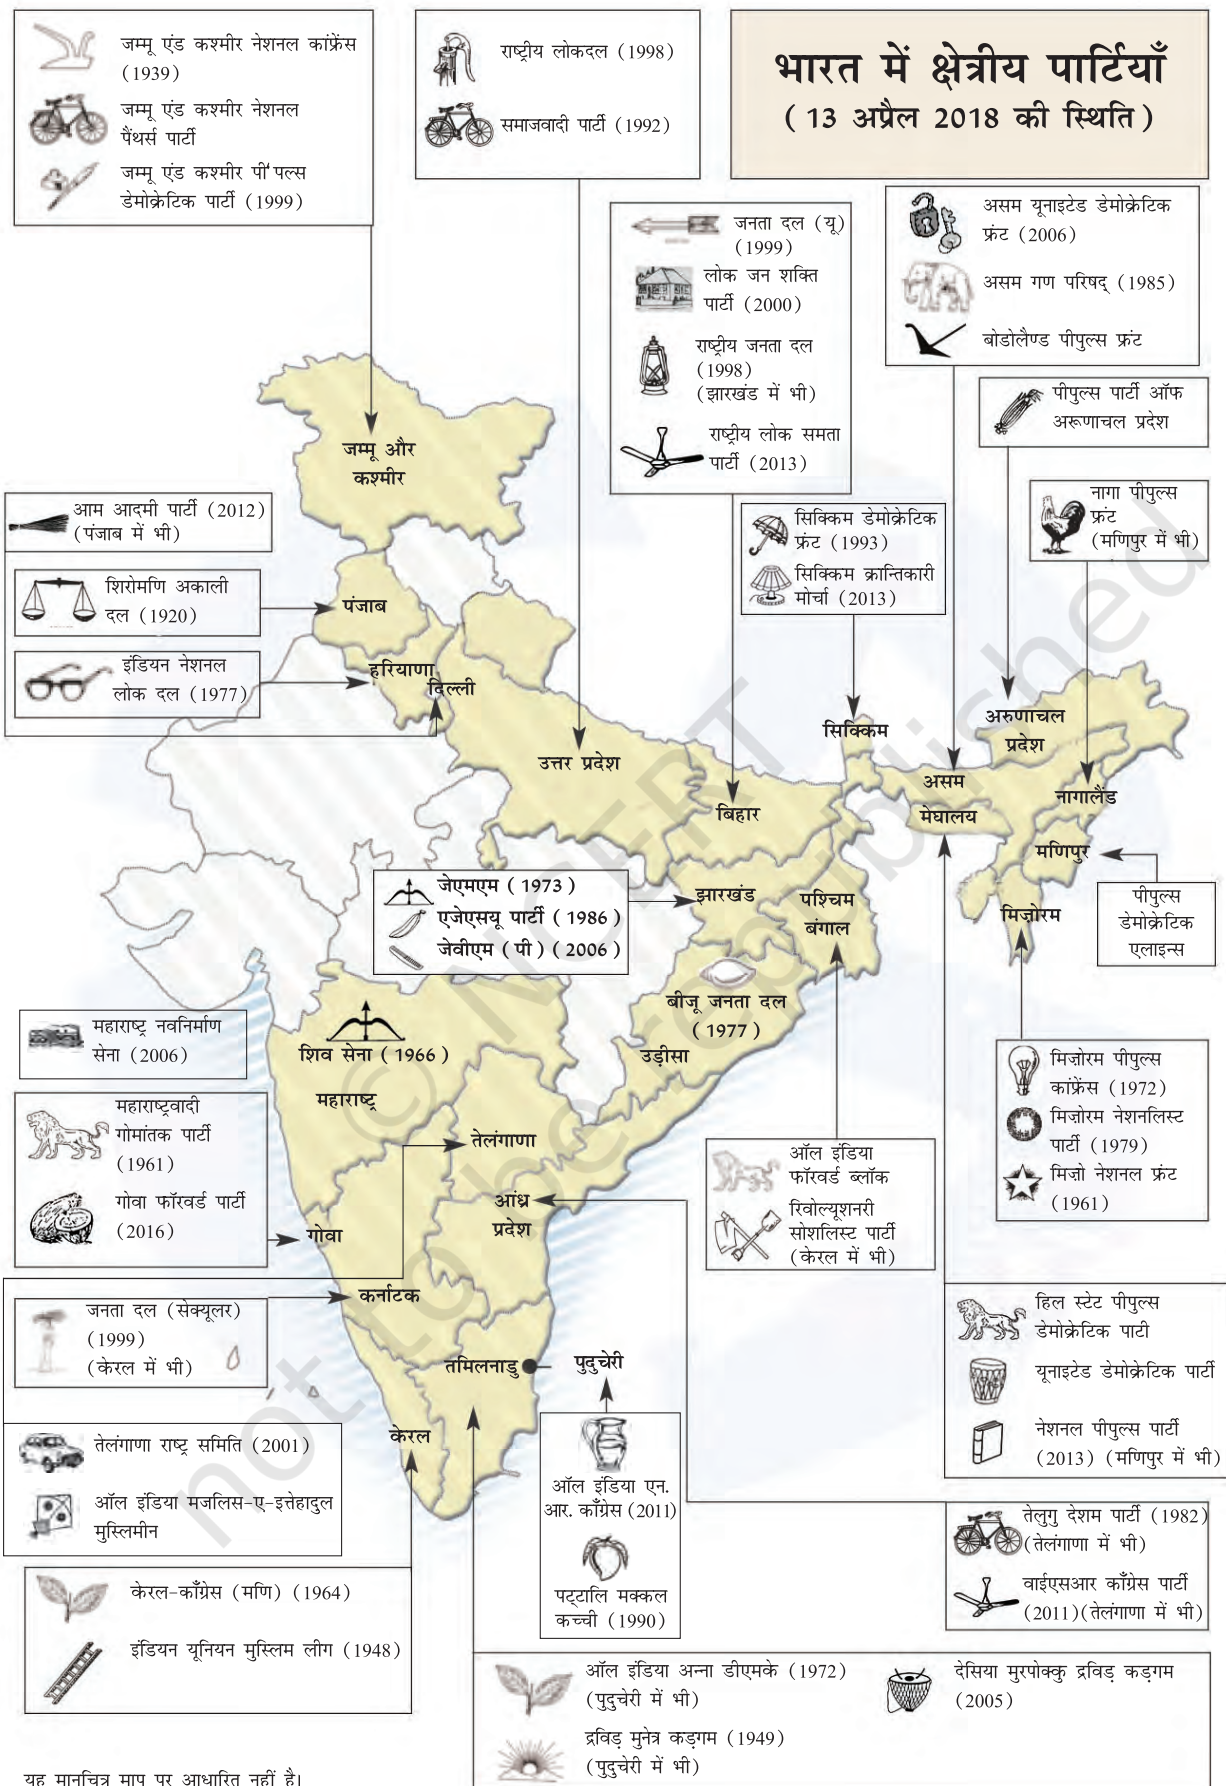 भारत में क्षेत्रीय पार्टियाँ
( 13 अप्रैल 2018 की स्थिति )
जम्मू एंड कश्मीर नेशनल कांफ्रेंस
(1939)
जम्मू एंड कश्मीर नेशनल
पैंथर्स पार्टी
जम्मू एंड कश्मीर पी॑पल्स
डेमोक्रेटिक पार्टी (1999)
राष्ट्रीय लोकदल (1998)
समाजवादी पार्टी (1992)
जनता दल (यू)
(1999)
लोक जन शक्ति
पार्टी (2000)
राष्ट्रीय जनता दल
(1998)
(झारखंड में भी)
राष्ट्रीय लोक समता
पार्टी (2013)
असम यूनाइटेड डेमोक्रेटिक
फ्रंट (2006)
असम गण परिषद् (1985)
बोडोलैण्ड पीपुल्स फ्रंट
पीपुल्स पार्टी ऑफ
अरूणाचल प्रदेश
नागा पीपुल्स
फ्रंट
(मणिपुर में भी)
सिक्किम डेमोक्रेटिक
फ्रंट (1993)
सिक्किम क्रान्तिकारी
मोर्चा (2013)
आम आदमी पार्टी (2012)
(पंजाब में भी)
शिरोमणि अकाली
दल (1920)
इंडियन नेशनल
लोक दल (1977)
जम्मू और
कश्मीर
पंजाब
हरियाणा
दिल्ली
उत्तर प्रदेश
बिहार
सिक्किम
अरुणाचल
प्रदेश
असम
नागालैंड
मेघालय
मणिपुर
मिज़ोरम
झारखंड
पश्चिम
बंगाल
जेएमएम (1973)
एजेएसयू पार्टी (1986)
जेवीएम (पी) (2006)
पीपुल्स
डेमोक्रेटिक
एलाइन्स
बीजू जनता दल
(1977)
उड़ीसा
शिव सेना (1966)
महाराष्ट्र
तेलंगाणा
आंध्र
प्रदेश
गोवा
कर्नाटक
तमिलनाडु
पुदुचेरी
केरल
महाराष्ट्र नवनिर्माण
सेना (2006)
महाराष्ट्रवादी
गोमांतक पार्टी
(1961)
गोवा फॉरवर्ड पार्टी
(2016)
जनता दल (सेक्यूलर)
(1999)
(केरल में भी)
तेलंगाणा राष्ट्र समिति (2001)
ऑल इंडिया मजलिस-ए-इत्तेहादुल
मुस्लिमीन
केरल-काँग्रेस (मणि) (1964)
इंडियन यूनियन मुस्लिम लीग (1948)
मिज़ोरम पीपुल्स
कांफ्रेंस (1972)
मिज़ोरम नेशनलिस्ट
पार्टी (1979)
मिजो नेशनल फ्रंट
(1961)
ऑल इंडिया
फॉरवर्ड ब्लॉक
रिवोल्यूशनरी
सोशलिस्ट पार्टी
(केरल में भी)
हिल स्टेट पीपुल्स
डेमोक्रेटिक पाटी
यूनाइटेड डेमोक्रेटिक पार्टी
नेशनल पीपुल्स पार्टी
(2013) (मणिपुर में भी)
तेलुगु देशम पार्टी (1982)
(तेलंगाणा में भी)
वाईएसआर काँग्रेस पार्टी
(2011)(तेलंगाणा में भी)
ऑल इंडिया एन.
आर. काँग्रेस (2011)
पट्टालि मक्कल
कच्ची (1990)
ऑल इंडिया अन्ना डीएमके (1972)
(पुदुचेरी में भी)
द्रविड़ मुनेत्र कड़गम (1949)
(पुदुचेरी में भी)
देसिया मुरपोक्कु द्रविड़ कड़गम
(2005)
यह मानचित्र माप पर आधारित नहीं है।
© NCERT
not to be republished